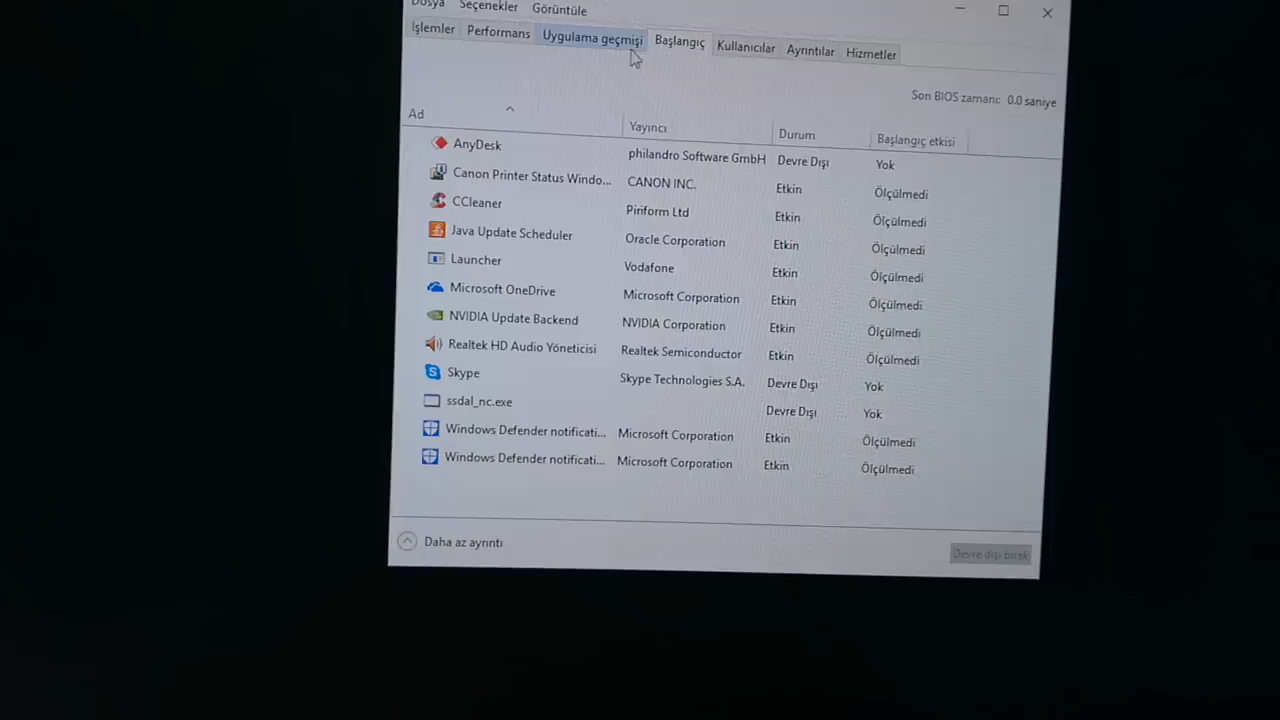 Dosya Seçenekler Görüntüle
İşlemler Performans Uygulama geçmişi Başlangıç Kullanıcılar Ayrıntılar Hizmetler
Son BIOS zamanı: 0.0 saniye
Ad Yayıncı Durum Başlangıç etkisi
AnyDesk philandro Software GmbH Devre Dışı Yok
Canon Printer Status Windo... CANON INC. Etkin Ölçülmedi
CCleaner Piriform Ltd Etkin Ölçülmedi
Java Update Scheduler Oracle Corporation Etkin Ölçülmedi
Launcher Vodafone Etkin Ölçülmedi
Microsoft OneDrive Microsoft Corporation Etkin Ölçülmedi
NVIDIA Update Backend NVIDIA Corporation Etkin Ölçülmedi
Realtek HD Audio Yöneticisi Realtek Semiconductor Etkin Ölçülmedi
Skype Skype Technologies S.A. Devre Dışı Yok
ssdal_nc.exe Devre Dışı Yok
Windows Defender notificati... Microsoft Corporation Etkin Ölçülmedi
Windows Defender notificati... Microsoft Corporation Etkin Ölçülmedi
Daha az ayrıntı Devre dışı bırak